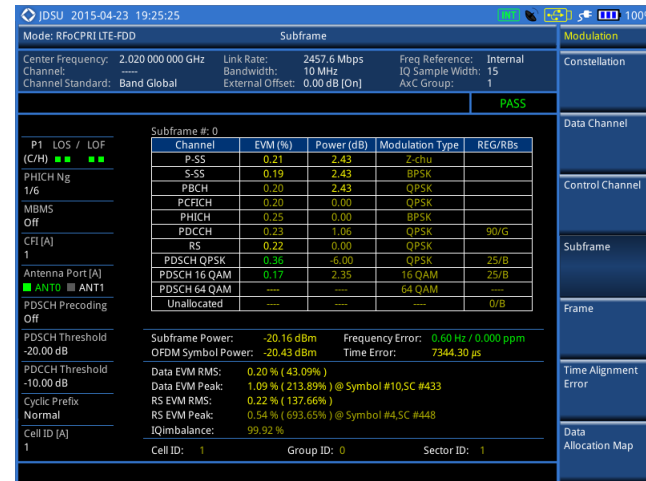 JDSU 2015-04-23 19:25:25 INT 100
Mode: RFoCPRI LTE-FDD Subframe Modulation
Center Frequency: 2.020 000 000 GHz Link Rate: 2457.6 Mbps Freq Reference: Internal
Channel: ----- Bandwidth: 10 MHz IQ Sample Width: 15
Channel Standard: Band Global External Offset: 0.00 dB [On] AxC Group: 1
PASS
Constellation
Data Channel
Control Channel
Subframe
Frame
Time Alignment
Error
Data
Allocation Map
P1 LOS / LOF
(C/H)
PHICH Ng
1/6
MBMS
Off
CFI [A]
1
Antenna Port [A]
ANT0 ANT1
PDSCH Precoding
Off
PDSCH Threshold
-20.00 dB
PDCCH Threshold
-10.00 dB
Cyclic Prefix
Normal
Cell ID [A]
1
Subframe #: 0
Channel EVM (%) Power (dB) Modulation Type REG/RBs
P-SS 0.21 2.43 Z-chu
S-SS 0.19 2.43 BPSK
PBCH 0.20 2.43 QPSK
PCFICH 0.20 0.00 QPSK
PHICH 0.25 0.00 BPSK
PDCCH 0.23 1.06 QPSK 90/G
RS 0.22 0.00 QPSK
PDSCH QPSK 0.36 -6.00 QPSK 25/B
PDSCH 16 QAM 0.17 2.35 16 QAM 25/B
PDSCH 64 QAM ---- ---- 64 QAM ----
Unallocated ---- ---- ---- 0/B
Subframe Power: -20.16 dBm Frequency Error: 0.60 Hz / 0.000 ppm
OFDM Symbol Power: -20.43 dBm Time Error: 7344.30 µs
Data EVM RMS: 0.20 % ( 43.09% )
Data EVM Peak: 1.09 % ( 213.89% ) @ Symbol #10,SC #433
RS EVM RMS: 0.22 % ( 137.66% )
RS EVM Peak: 0.54 % ( 693.65% ) @ Symbol #4,SC #448
IQimbalance: 99.92 %
Cell ID: 1 Group ID: 0 Sector ID: 1